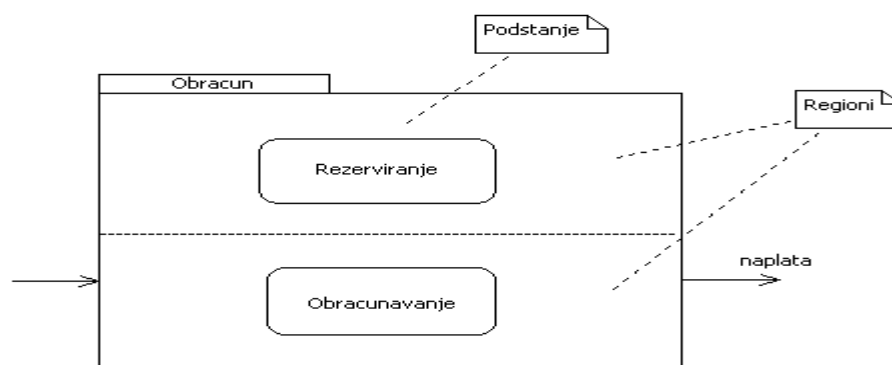 Podstanje
Obracun
Regioni
Rezerviranje
naplata
Obracunavanje